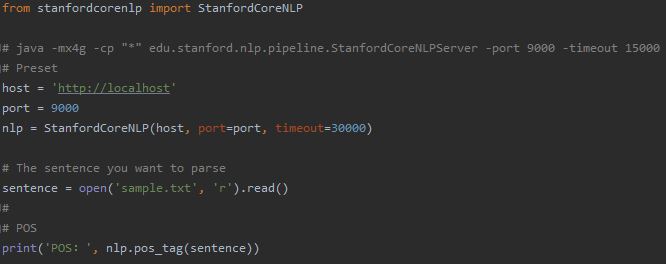 from stanfordcorenlp import StanfordCoreNLP
# java -mx4g -cp "*" edu.stanford.nlp.pipeline.StanfordCoreNLPServer -port 9000 -timeout 15000
# Preset
host = 'http://localhost'
port = 9000
nlp = StanfordCoreNLP(host, port=port, timeout=30000)
# The sentence you want to parse
sentence = open('sample.txt', 'r').read()
#
# POS
print('POS: ', nlp.pos_tag(sentence))